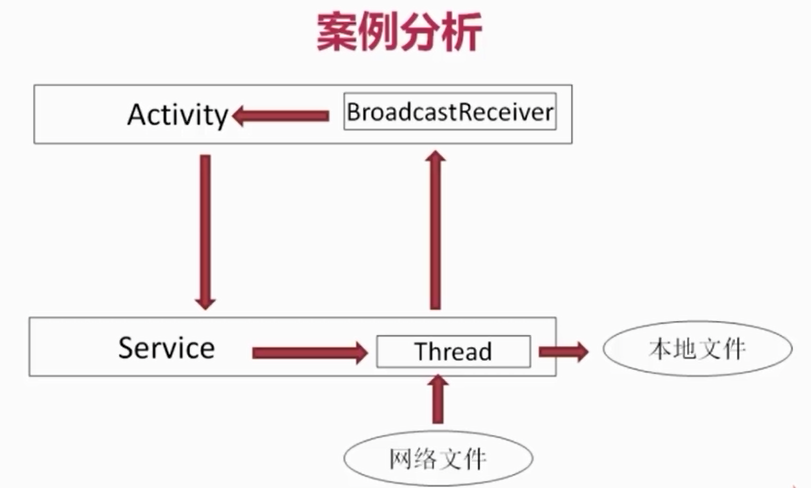 案例分析
Activity
BroadcastReceiver
Service
Thread
本地文件
网络文件